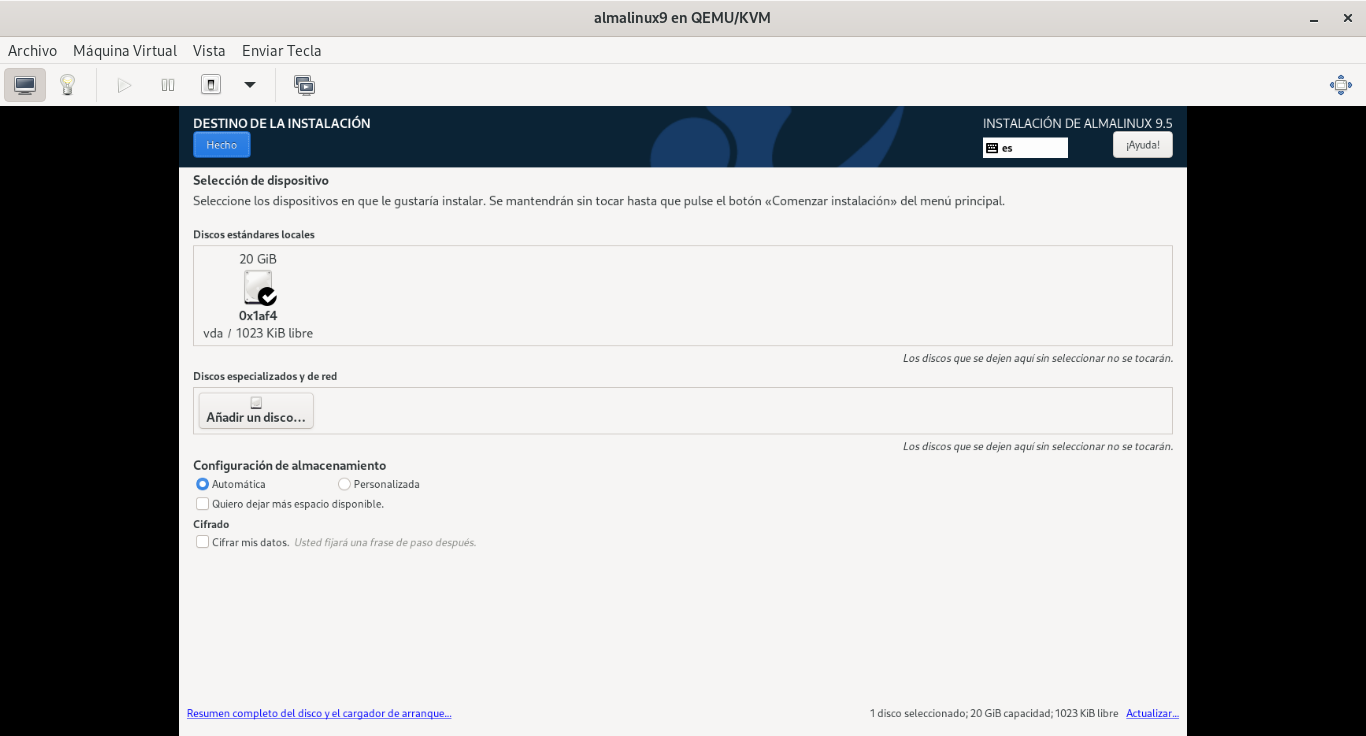 almalinux9 en QEMU/KVM
Archivo Máquina Virtual Vista Enviar Tecla
DESTINO DE LA INSTALACIÓN
INSTALACIÓN DE ALMALINUX 9.5
Hecho
es
¡Ayuda!
Selección de dispositivo
Seleccione los dispositivos en que le gustaría instalar. Se mantendrán sin tocar hasta que pulse el botón «Comenzar instalación» del menú principal.
Discos estándares locales
20 GiB
0x1af4
vda / 1023 KiB libre
Los discos que se dejen aquí sin seleccionar no se tocarán.
Discos especializados y de red
Añadir un disco...
Los discos que se dejen aquí sin seleccionar no se tocarán.
Configuración de almacenamiento
Automática Personalizada
Quiero dejar más espacio disponible.
Cifrado
Cifrar mis datos. Usted fijará una frase de paso después.
Resumen completo del disco y el cargador de arranque... 1 disco seleccionado; 20 GiB capacidad; 1023 KiB libre Actualizar...